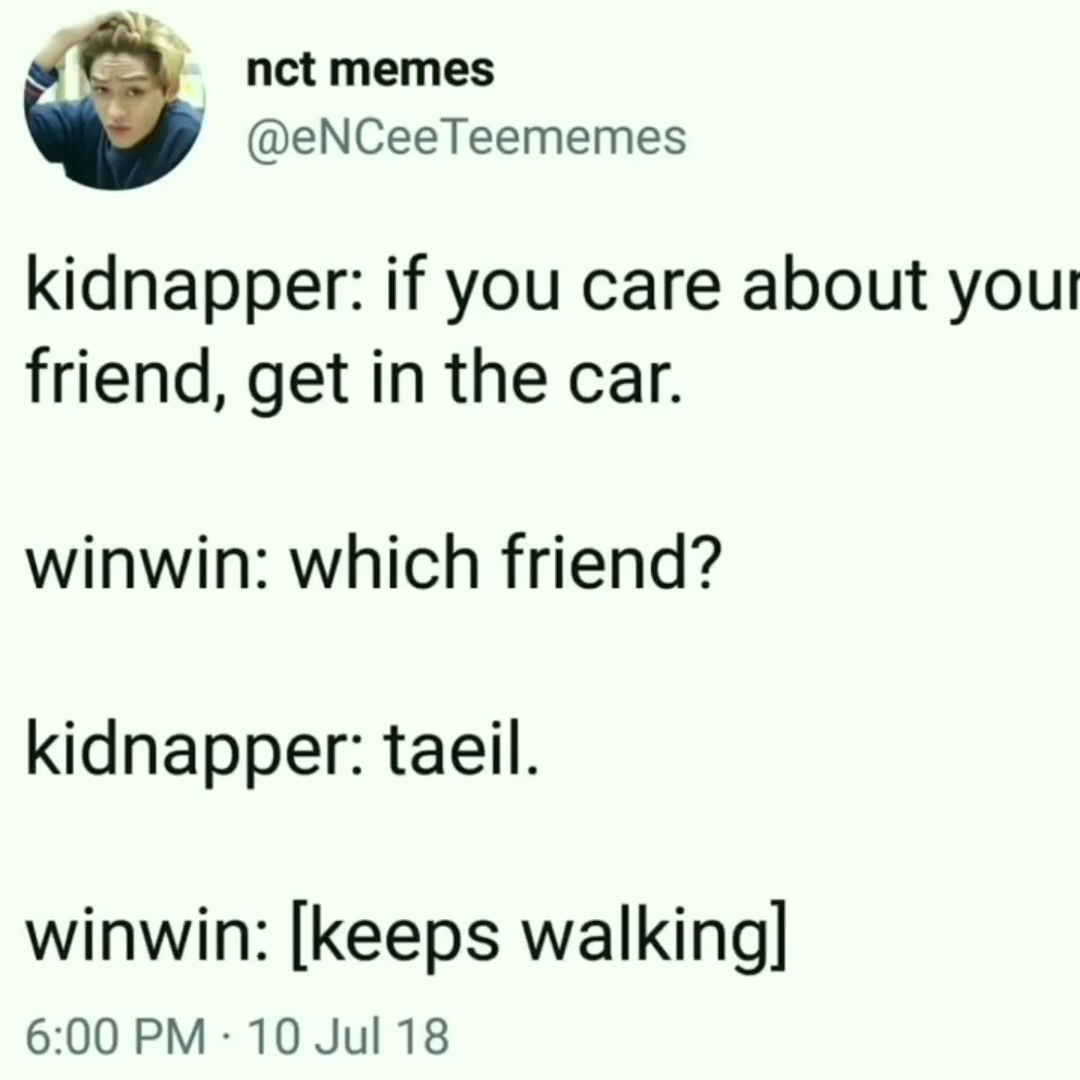 nct memes
@eNCeeTeememes
kidnapper: if you care about your
friend, get in the car.
winwin: which friend?
kidnapper: taeil.
winwin: [keeps walking]
6:00 PM · 10 Jul 18